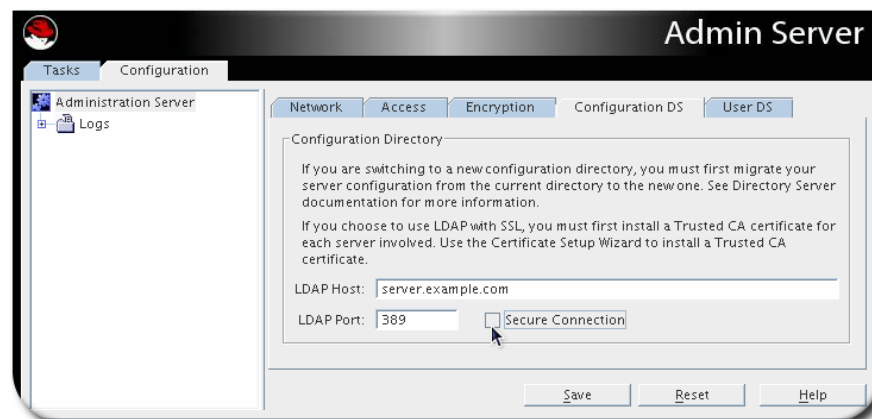 Admin Server
Tasks
Configuration
Administration Server
Logs
Network
Access
Encryption
Configuration DS
User DS
Configuration Directory
If you are switching to a new configuration directory, you must first migrate your
server configuration from the current directory to the new one. See Directory Server
documentation for more information.
If you choose to use LDAP with SSL, you must first install a Trusted CA certificate for
each server involved. Use the Certificate Setup Wizard to install a Trusted CA
certificate.
LDAP Host: server.example.com
LDAP Port: 389
Secure Connection
Save
Reset
Help